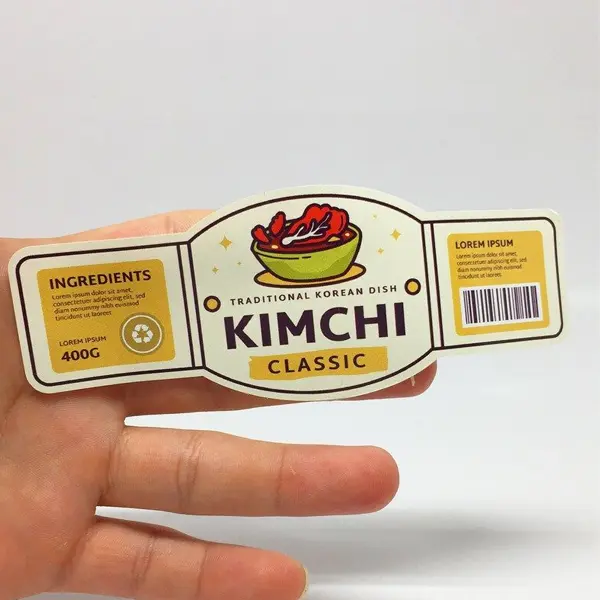 INGREDIENTS
Lorem ipsum dolor sit amet,
consectetuer adipiscing elit, sed
diam nonummy nibh euismod
tincidunt ut laoreet
LOREM IPSUM
400G
TRADITIONAL KOREAN DISH
KIMCHI
CLASSIC
LOREM IPSUM
Lorem ipsum dolor sit amet,
consectetuer adipiscing elit, sed
diam nonummy nibh euismod
tincidunt ut laoreet